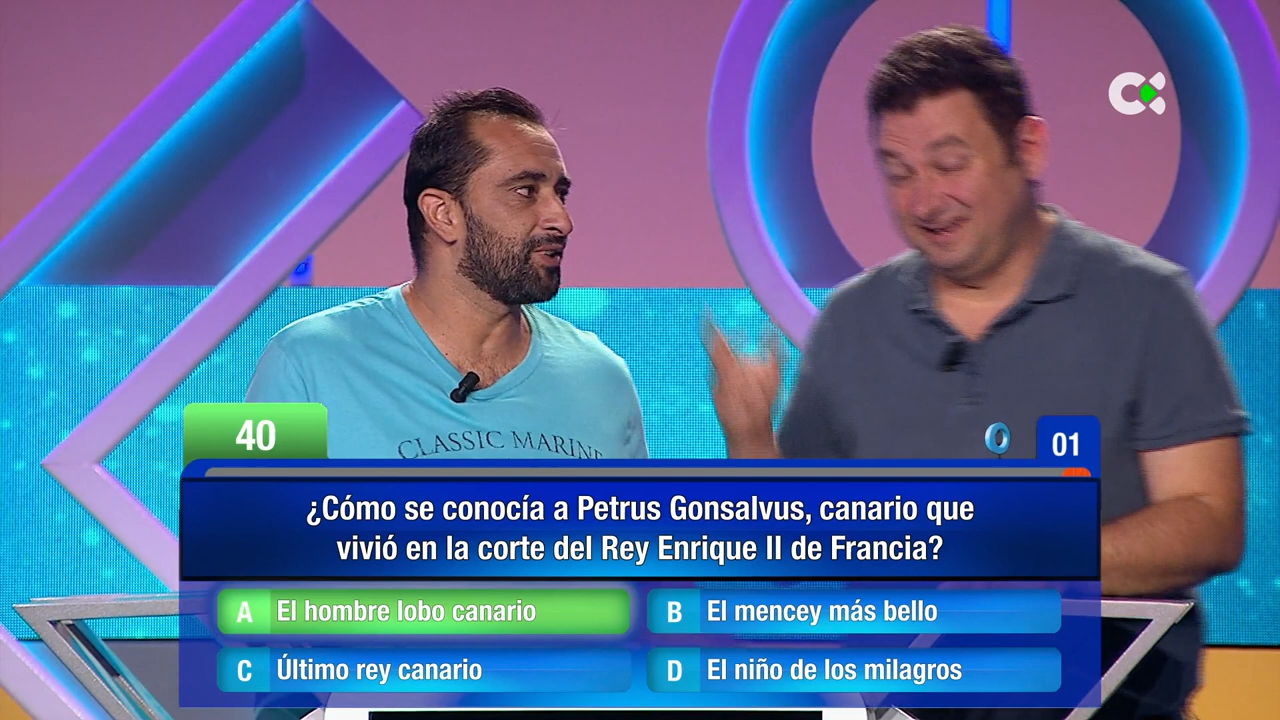 CLASSIC MARINE
40
01
¿Cómo se conocía a Petrus Gonsalvus, canario que
vivió en la corte del Rey Enrique II de Francia?
A El hombre lobo canario
B El mencey más bello
C Último rey canario
D El niño de los milagros